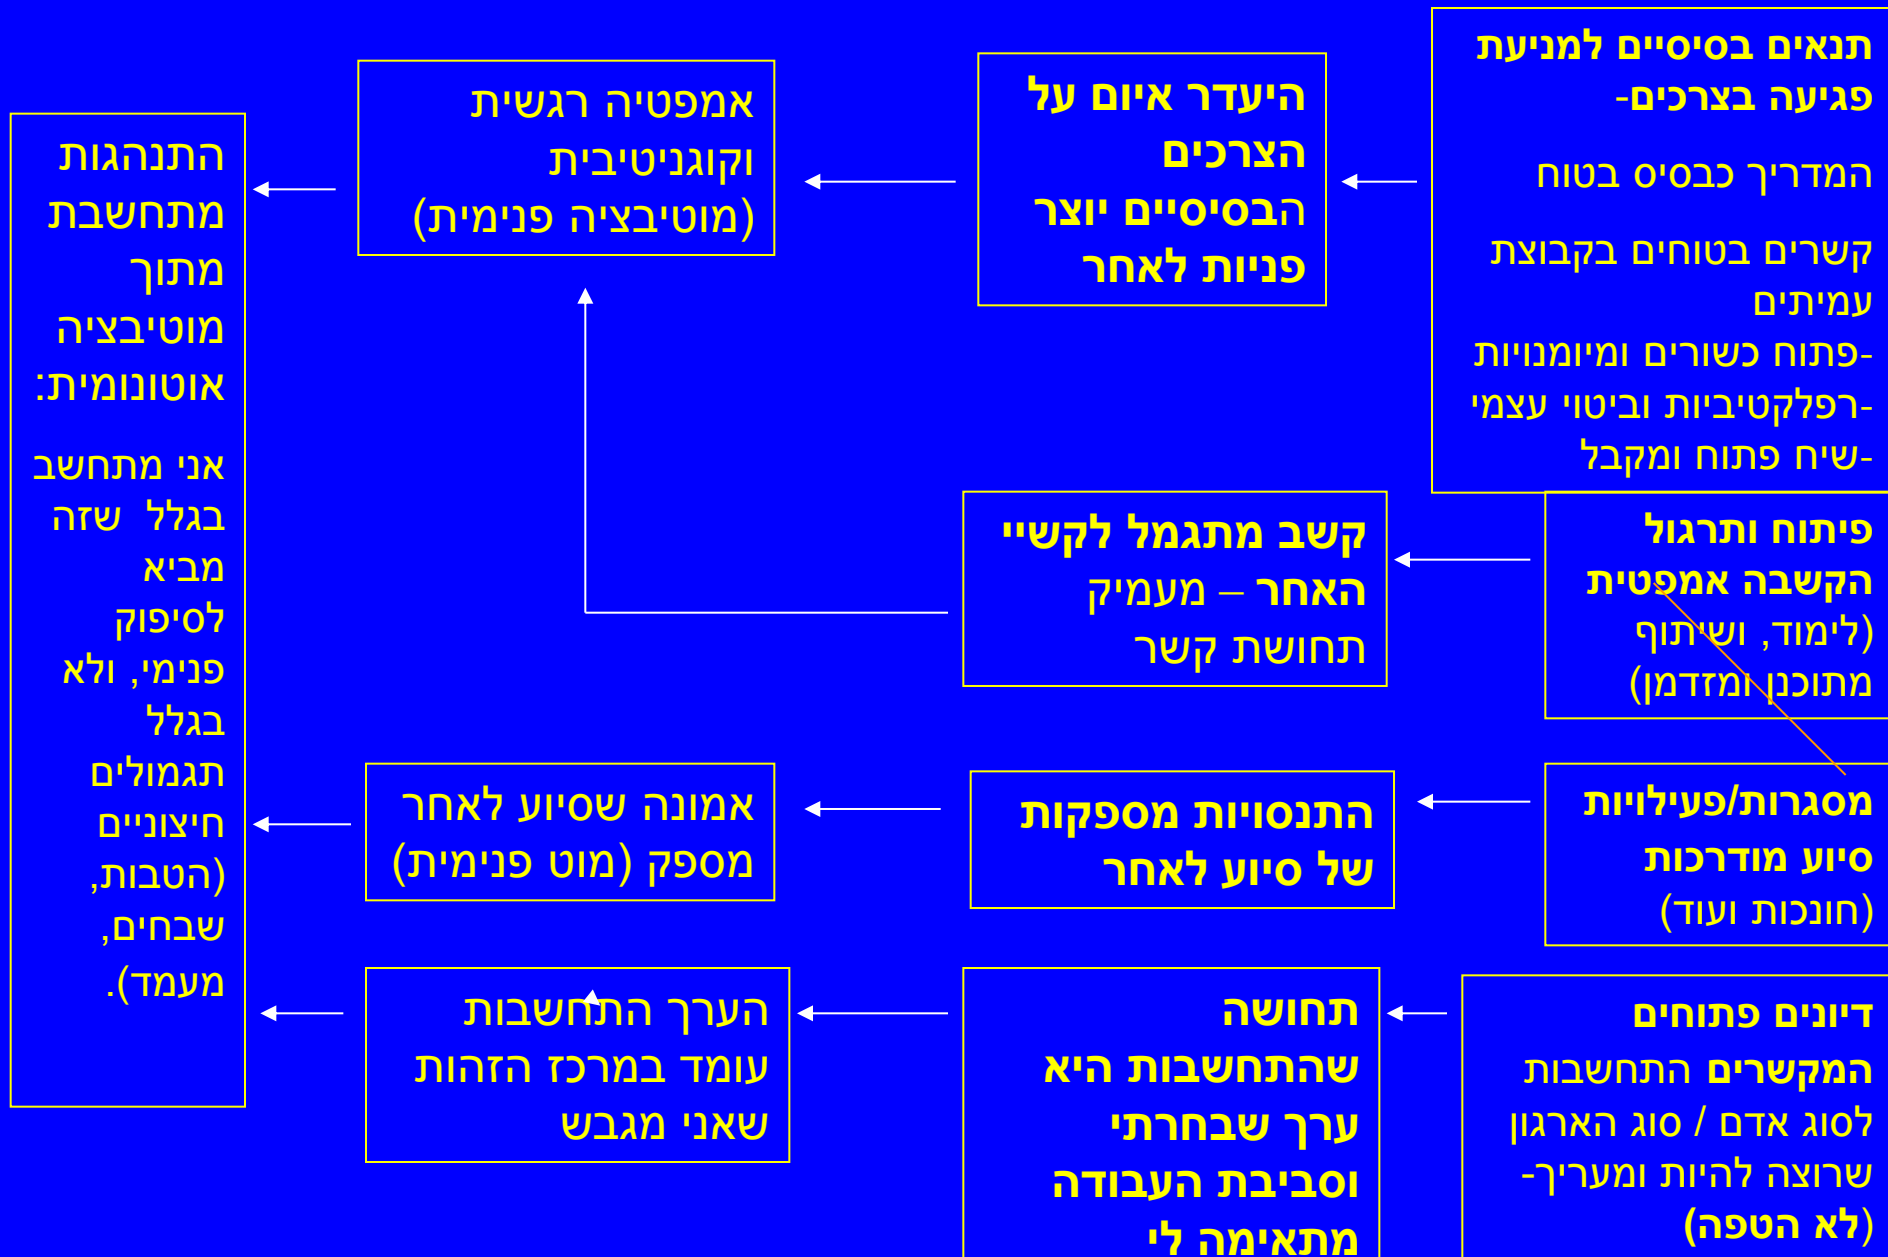 תנאים בסיסיים למניעת
פגיעה בצרכים-
המדריך כבסיס בטוח
קשרים בטוחים בקבוצת
עמיתים
-פתוח כשורים ומיומנויות
-רפלקטיביות וביטוי עצמי
-שיח פתוח ומקבל
היעדר איום על
הצרכים
הבסיסיים יוצר
פניות לאחר
אמפטיה רגשית
וקוגניטיבית
(מוטיבציה פנימית)
פיתוח ותרגול
הקשבה אמפטית
(לימוד, ושיתוף
מתוכנן ומזדמן)
קשב מתגמל לקשיי
האחר – מעמיק
תחושת קשר
מסגרות/פעילויות
סיוע מודרכות
(חונכות ועוד)
התנסויות מספקות
של סיוע לאחר
אמונה שסיוע לאחר
מספק (מוט פנימית)
דיונים פתוחים
המקשרים התחשבות
לסוג אדם / סוג הארגון
שרוצה להיות ומעריך-
(לא הטפה)
תחושה
שהתחשבות היא
ערך שבחרתי
וסביבת העבודה
מתאימה לי
הערך התחשבות
עומד במרכז הזהות
שאני מגבש
התנהגות
מתחשבת
מתוך
מוטיבציה
אוטונומית:
אני מתחשב
בגלל שזה
מביא
לסיפוק
פנימי, ולא
בגלל
תגמולים
חיצוניים
(הטבות,
שבחים,
מעמד).